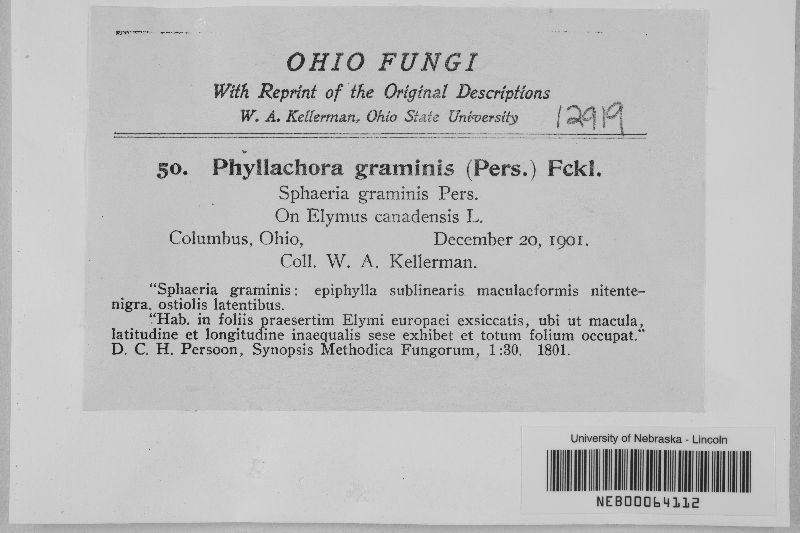 OHIO FUNGI
With Reprint of the Original Descriptions
W. A. Kellerman, Ohio State University 12919
50. Phyllachora graminis (Pers.) Fckl.
Sphaeria graminis Pers.
On Elymus canadensis L.
Columbus, Ohio, December 20, 1901.
Coll. W. A. Kellerman.
"Sphaeria graminis: epiphylla sublinearis maculaeformis nitente-
nigra, ostiolis latentibus.
"Hab. in foliis praesertim Elymi europaei exsiccatis, ubi ut macula,
latitudine et longitudine inaequalis sese exhibet et totum folium occupat."
D. C. H. Persoon, Synopsis Methodica Fungorum, 1:30. 1801.
University of Nebraska - Lincoln
NEB00064112